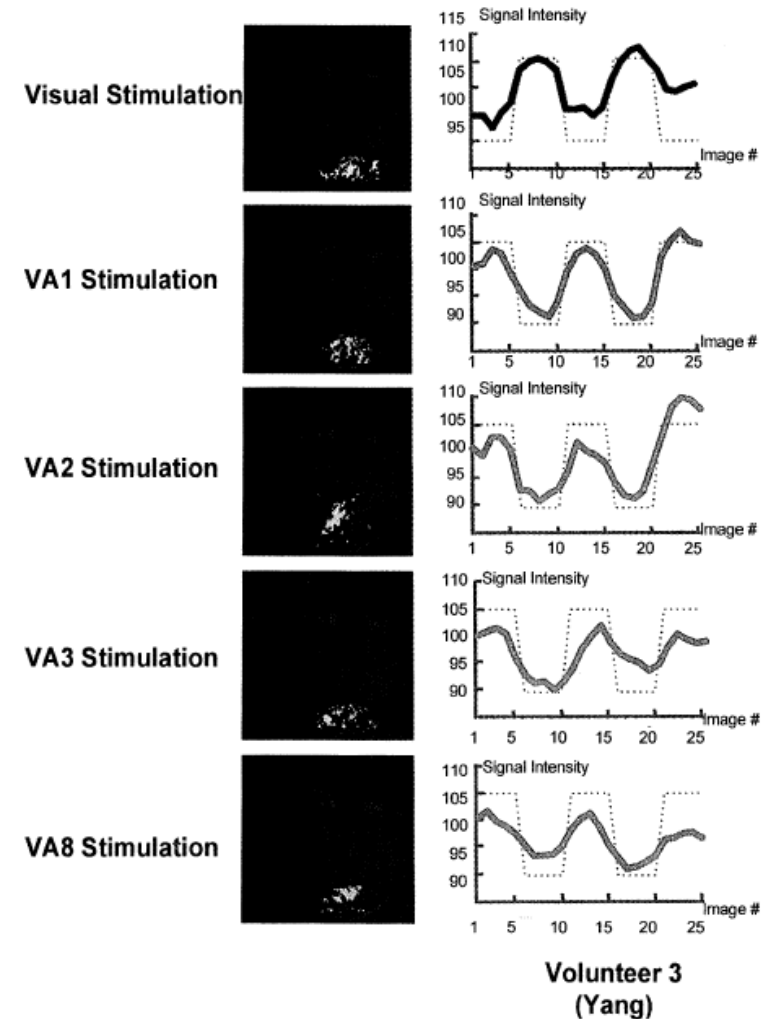 115 Signal Intensity
110
105
100
95
Visual Stimulation
Image #
1 5 10 15 20 25
110 Signal Intensity
105
100
95
90
VA1 Stimulation
Image #
1 5 10 15 20 25
110 Signal Intensity
105
100
95
90
VA2 Stimulation
Image #
1 5 10 15 20 25
110 Signal Intensity
105
100
95
90
VA3 Stimulation
Image #
1 5 10 15 20 25
110 Signal Intensity
105
100
95
90
VA8 Stimulation
Image #
1 5 10 15 20 25
Volunteer 3
(Yang)